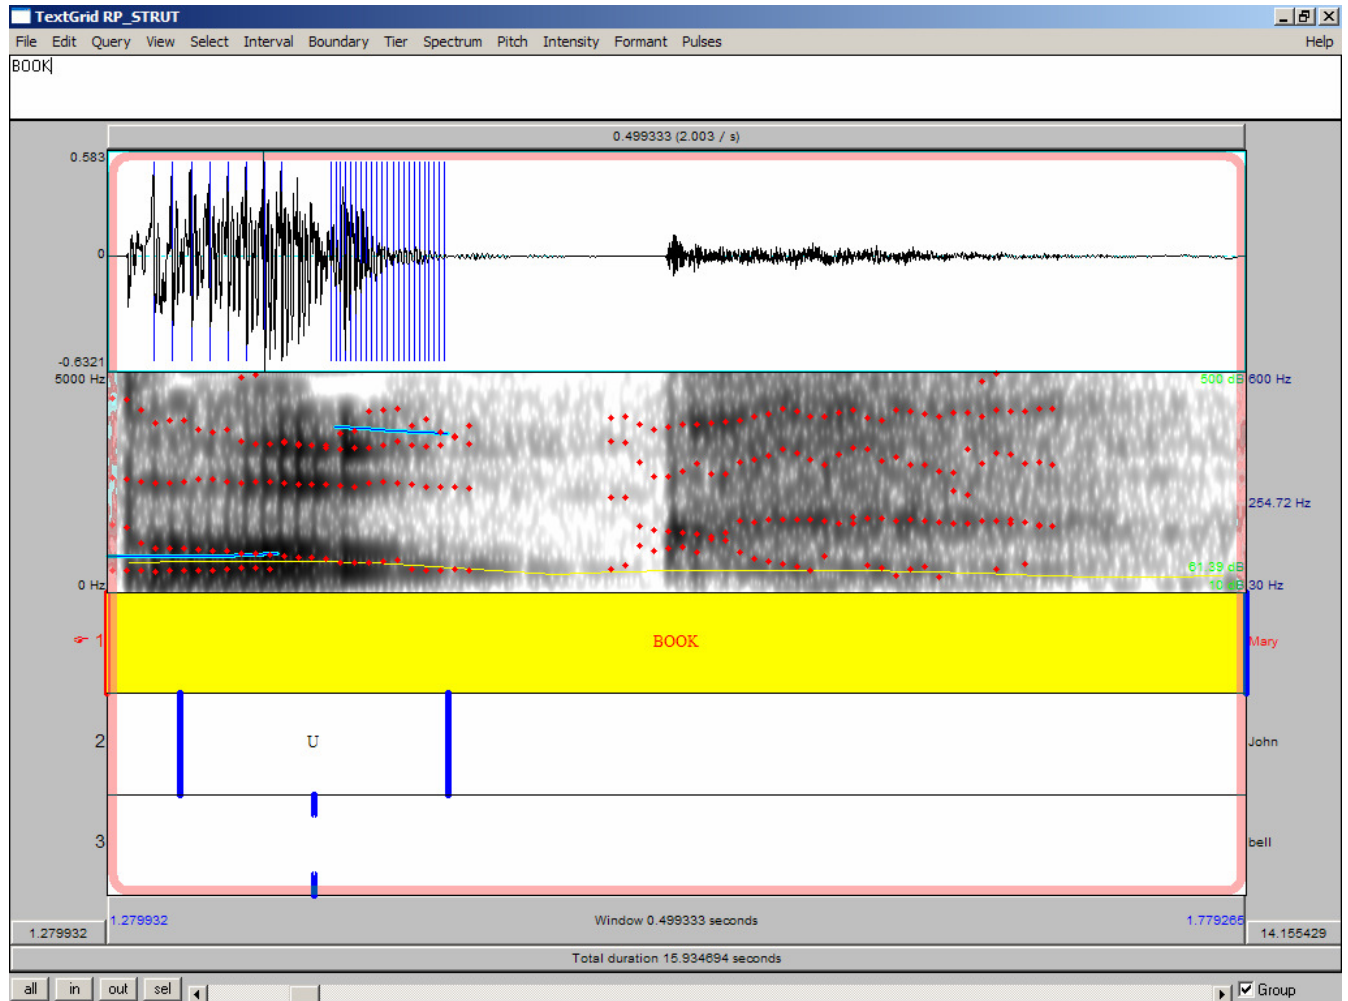 TextGrid RP_STRUT
File Edit Query View Select Interval Boundary Tier Spectrum Pitch Intensity Formant Pulses Help
BOOK
0.499333 (2.003 / s)
0.583
0
-0.6321
5000 Hz 500 dB 600 Hz
254.72 Hz
61.39 dB
0 Hz 10 dB 30 Hz
1 BOOK Mary
2 U John
3 bell
1.279932 Window 0.499333 seconds 1.779265
1.279932 14.155429
Total duration 15.934694 seconds
all in out sel Group